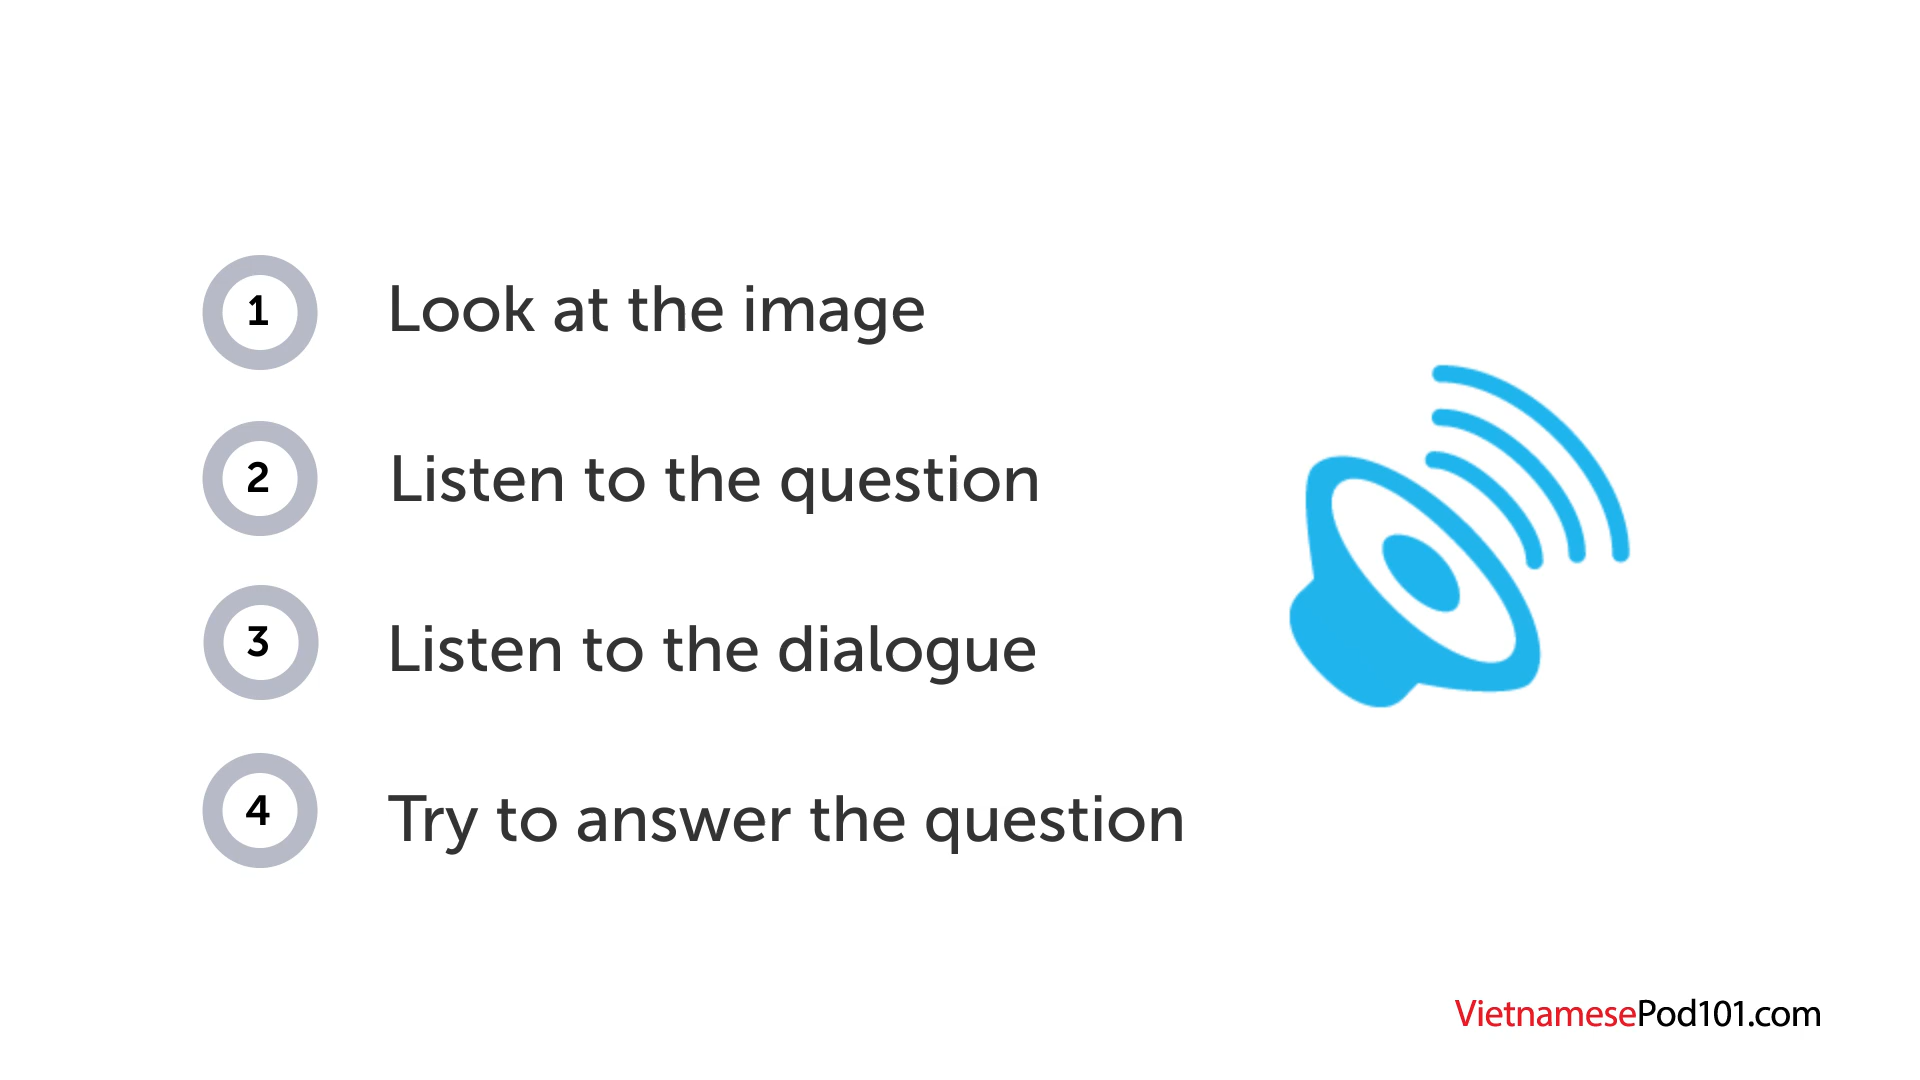 1 Look at the image
2 Listen to the question
3 Listen to the dialogue
4 Try to answer the question
VietnamesePod101.com